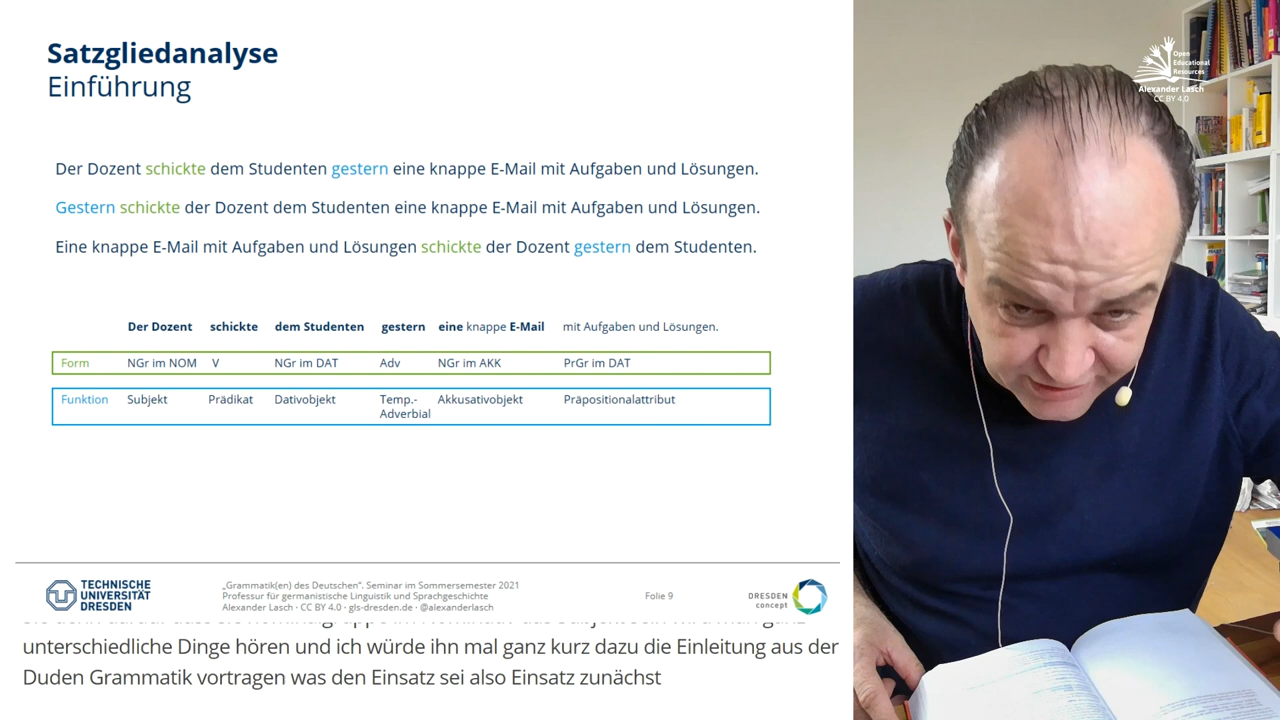 Satzgliedanalyse
Einführung
Der Dozent schickte dem Studenten gestern eine knappe E-Mail mit Aufgaben und Lösungen.
Gestern schickte der Dozent dem Studenten eine knappe E-Mail mit Aufgaben und Lösungen.
Eine knappe E-Mail mit Aufgaben und Lösungen schickte der Dozent gestern dem Studenten.
Der Dozent schickte dem Studenten gestern eine knappe E-Mail mit Aufgaben und Lösungen.
Form NGr im NOM V NGr im DAT Adv NGr im AKK PrGr im DAT
Funktion Subjekt Prädikat Dativobjekt Temp.- Akkusativobjekt Präpositionalattribut
Adverbial
TECHNISCHE
UNIVERSITÄT
DRESDEN
„Grammatik(en) des Deutschen“. Seminar im Sommersemester 2021
Professur für germanistische Linguistik und Sprachgeschichte
Alexander Lasch · CC BY 4.0 · gls-dresden.de · @alexanderlasch
Folie 9
DRESDEN
concept
unterschiedliche Dinge hören und ich würde ihn mal ganz kurz dazu die Einleitung aus der
Duden Grammatik vortragen was den Einsatz sei also Einsatz zunächst
Open
Educational
Resources
Alexander Lasch
CC BY 4.0